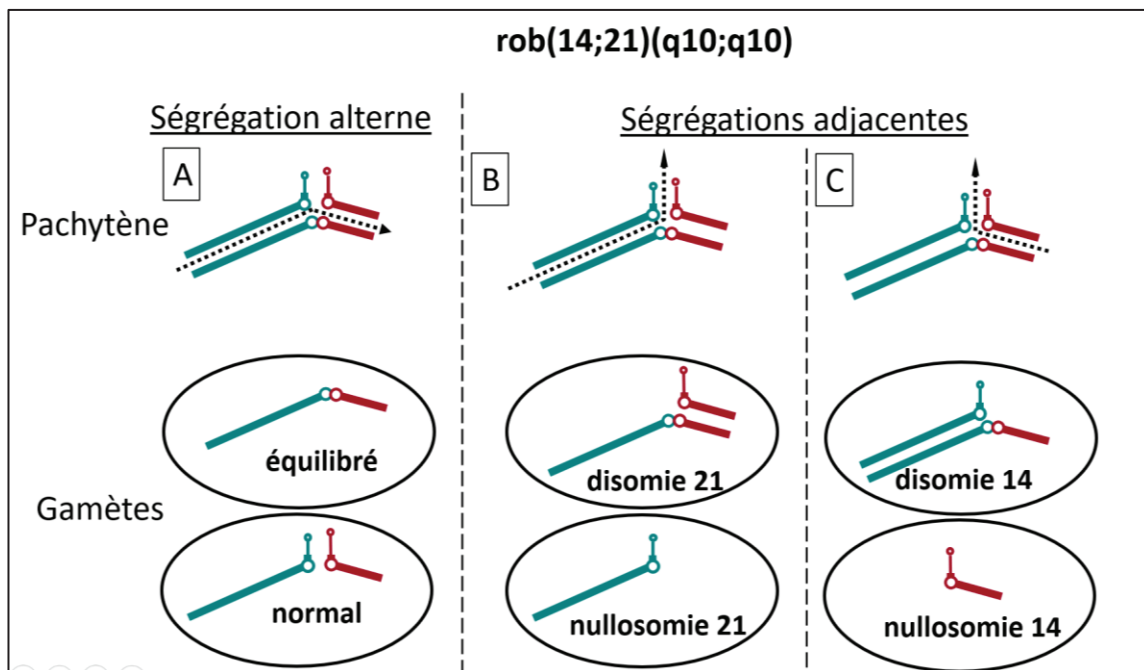 rob(14;21)(q10;q10)
Ségrégation alterne
Ségrégations adjacentes
A
B
C
Pachytène
Gamètes
équilibré
disomie 21
disomie 14
normal
nullosomie 21
nullosomie 14